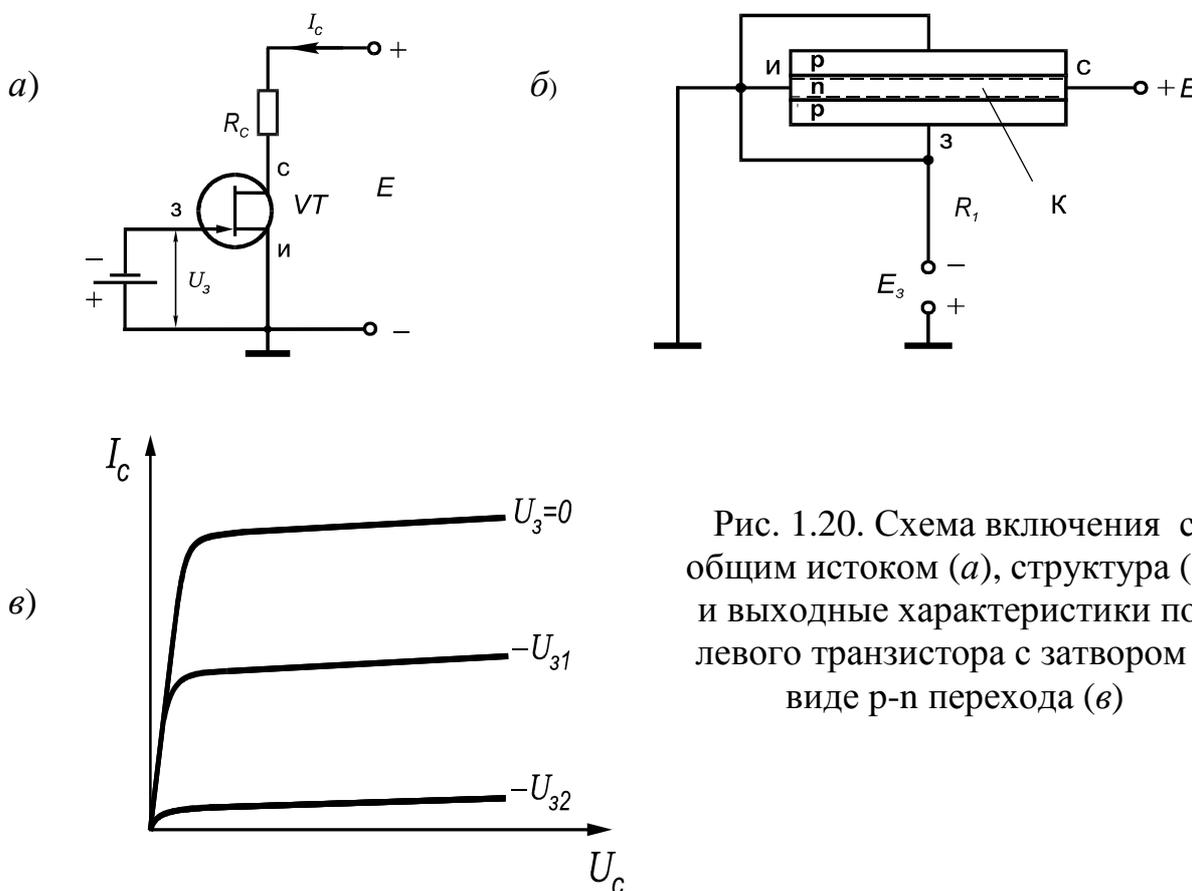 а)
I_c
+
R_C
с
VT
E
з
и
−
+
U_з
−
б)
и
р
n
р
с
+ E
з
R_1
К
E_з
−
+
в)
I_C
U_з=0
−U_з1
−U_з2
U_C
Рис. 1.20. Схема включения с
общим истоком (а), структура (
и выходные характеристики по
левого транзистора с затвором
виде p-n перехода (в)